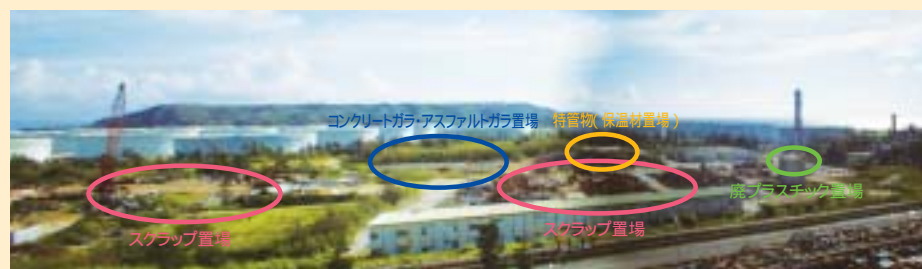 コンクリートガラ・アスファルトガラ置場
特管物(保温材置場)
廃プラスチック置場
スクラップ置場
スクラップ置場